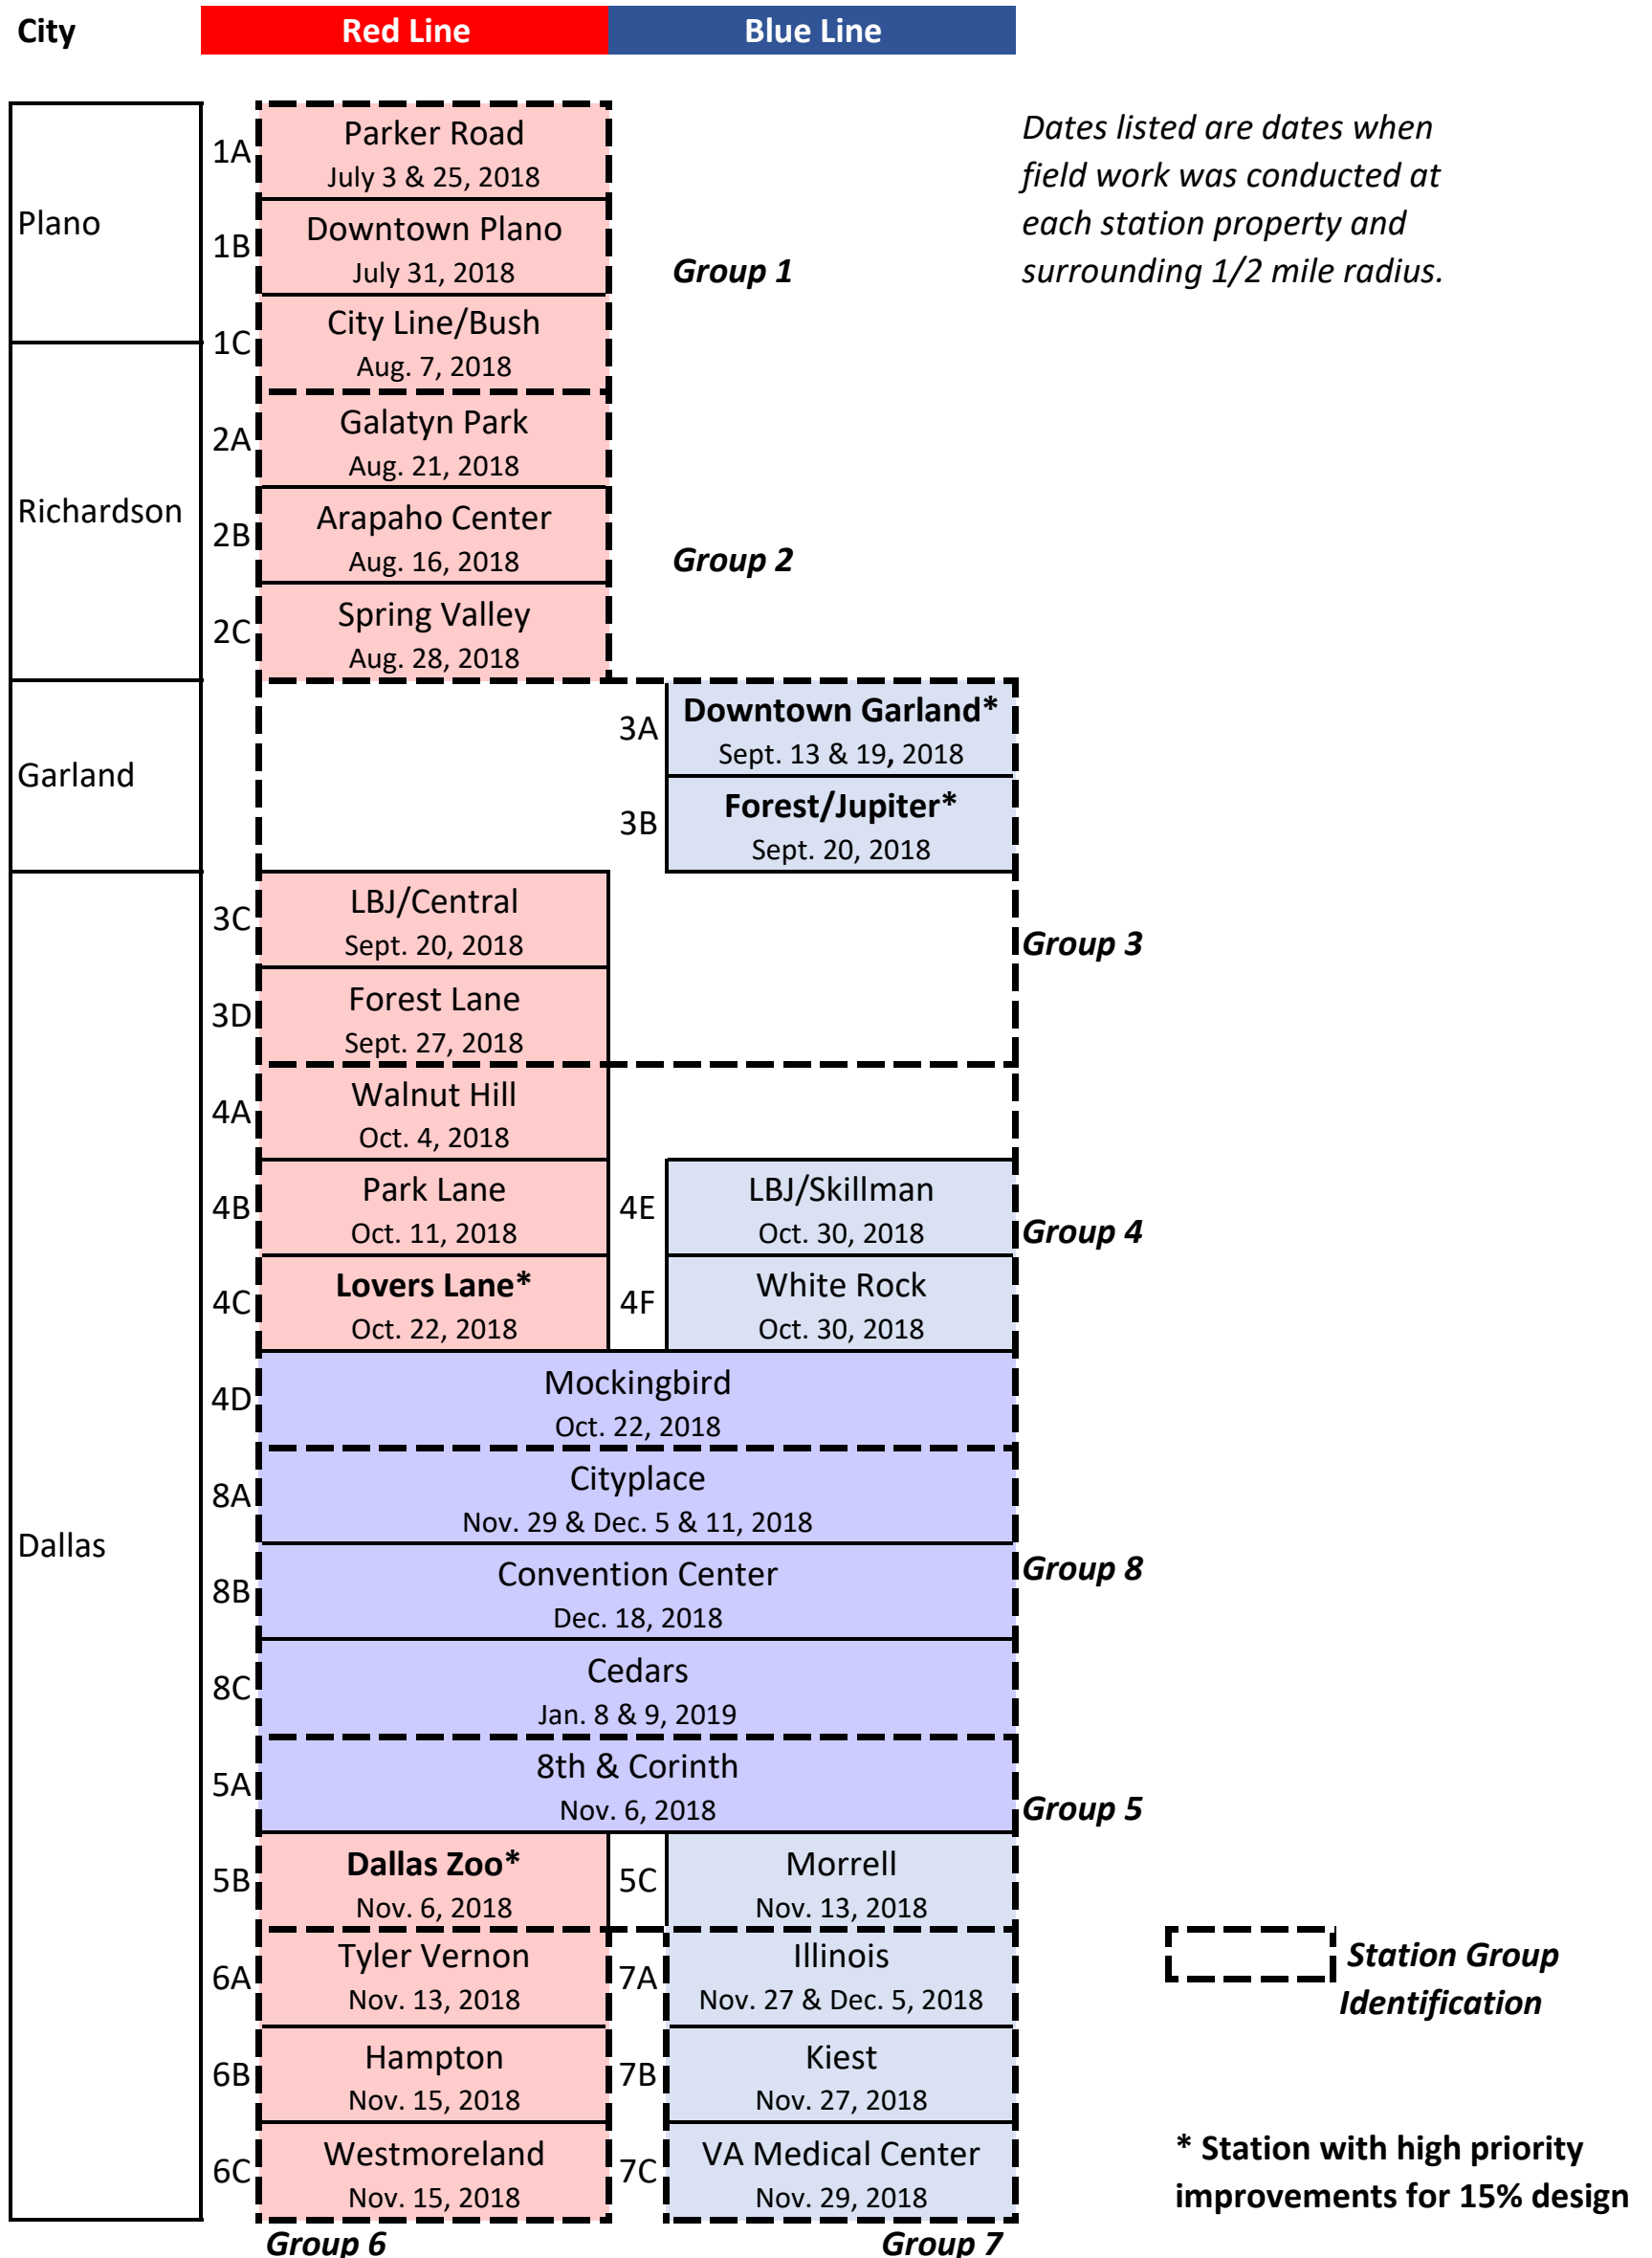 City
Red Line
Blue Line
Plano
1A
Parker Road
July 3 & 25, 2018
1B
Downtown Plano
July 31, 2018
1C
City Line/Bush
Aug. 7, 2018
Group 1
Dates listed are dates when
field work was conducted at
each station property and
surrounding 1/2 mile radius.
Richardson
2A
Galatyn Park
Aug. 21, 2018
2B
Arapaho Center
Aug. 16, 2018
2C
Spring Valley
Aug. 28, 2018
Group 2
Garland
3A
Downtown Garland*
Sept. 13 & 19, 2018
3B
Forest/Jupiter*
Sept. 20, 2018
Dallas
3C
LBJ/Central
Sept. 20, 2018
3D
Forest Lane
Sept. 27, 2018
Group 3
4A
Walnut Hill
Oct. 4, 2018
4B
Park Lane
Oct. 11, 2018
4E
LBJ/Skillman
Oct. 30, 2018
Group 4
4C
Lovers Lane*
Oct. 22, 2018
4F
White Rock
Oct. 30, 2018
4D
Mockingbird
Oct. 22, 2018
8A
Cityplace
Nov. 29 & Dec. 5 & 11, 2018
8B
Convention Center
Dec. 18, 2018
Group 8
8C
Cedars
Jan. 8 & 9, 2019
5A
8th & Corinth
Nov. 6, 2018
Group 5
5B
Dallas Zoo*
Nov. 6, 2018
5C
Morrell
Nov. 13, 2018
6A
Tyler Vernon
Nov. 13, 2018
7A
Illinois
Nov. 27 & Dec. 5, 2018
Station Group
Identification
6B
Hampton
Nov. 15, 2018
7B
Kiest
Nov. 27, 2018
6C
Westmoreland
Nov. 15, 2018
7C
VA Medical Center
Nov. 29, 2018
* Station with high priority
improvements for 15% design
Group 6
Group 7